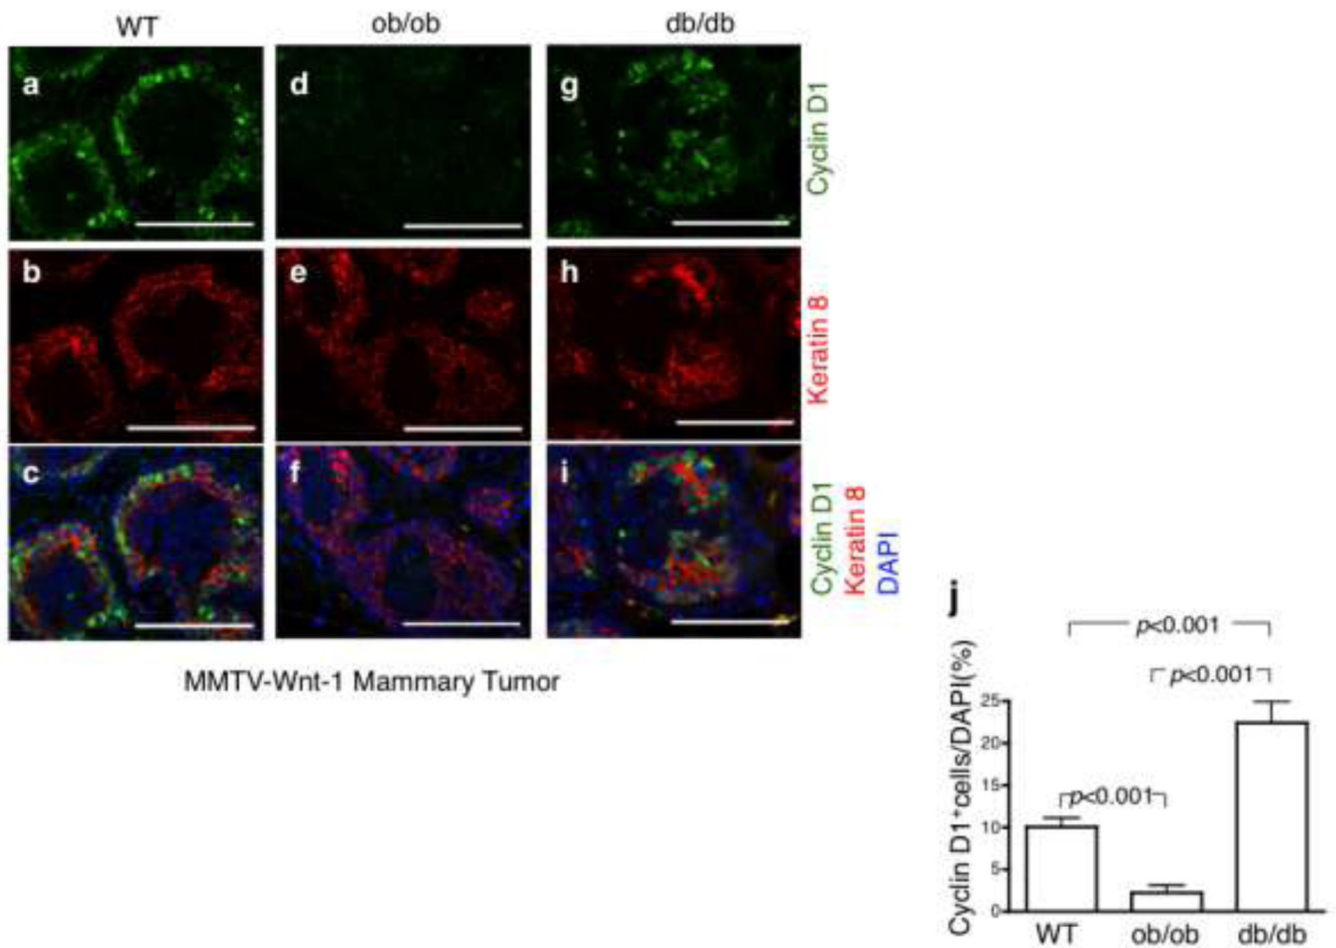 WT ob/ob db/db
a d g
Cyclin D1
b e h
Keratin 8
c f i
Cyclin D1
Keratin 8
DAPI
MMTV-Wnt-1 Mammary Tumor
j
p<0.001
p<0.001
p<0.001
Cyclin D1+cells/DAPI(%)
25
20
15
10
5
0
WT ob/ob db/db